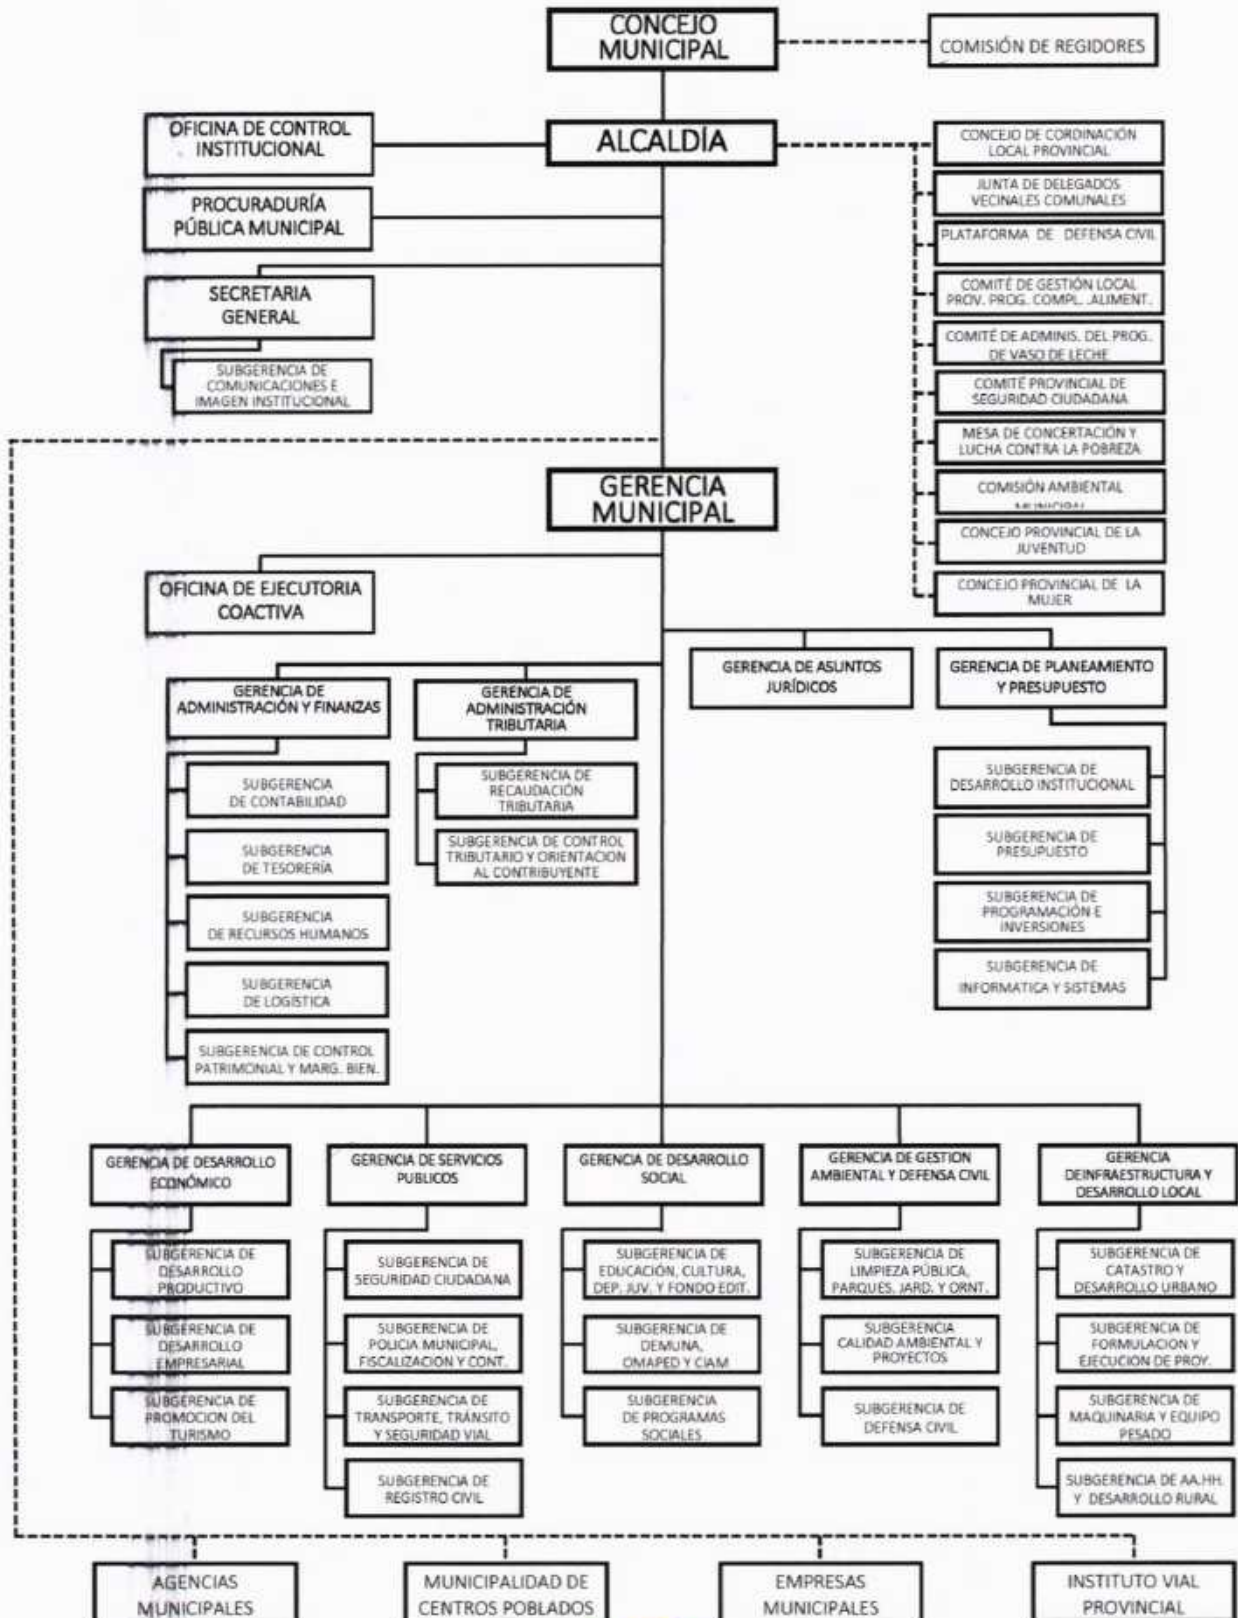 CONCEJO
MUNICIPAL
COMISIÓN DE REGIDORES
OFICINA DE CONTROL
INSTITUCIONAL
ALCALDÍA
CONCEJO DE CORDINACIÓN
LOCAL PROVINCIAL
PROCURADURÍA
PÚBLICA MUNICIPAL
JUNTA DE DELEGADOS
VECINALES COMUNALES
PLATAFORMA DE DEFENSA CIVIL
SECRETARIA
GENERAL
COMITÉ DE GESTIÓN LOCAL
PROV. PROG. COMPL. .ALIMENT.
COMITÉ DE ADMINIS. DEL PROG.
DE VASO DE LECHE
SUBGERENCIA DE
COMUNICACIONES E
IMAGEN INSTITUCIONAL
COMITÉ PROVINCIAL DE
SEGURIDAD CIUDADANA
MESA DE CONCERTACIÓN Y
LUCHA CONTRA LA POBREZA
GERENCIA
MUNICIPAL
COMISIÓN AMBIENTAL
MUNICIPAL
CONCEJO PROVINCIAL DE LA
JUVENTUD
CONCEJO PROVINCIAL DE LA
MUJER
OFICINA DE EJECUTORIA
COACTIVA
GERENCIA DE ASUNTOS
JURÍDICOS
GERENCIA DE PLANEAMIENTO
Y PRESUPUESTO
GERENCIA DE
ADMINISTRACIÓN Y FINANZAS
GERENCIA DE
ADMINISTRACIÓN
TRIBUTARIA
SUBGERENCIA
DE CONTABILIDAD
SUBGERENCIA
DE TESORERÍA
SUBGERENCIA
DE RECURSOS HUMANOS
SUBGERENCIA
DE LOGÍSTICA
SUBGERENCIA DE CONTROL
PATRIMONIAL Y MARG. BIEN.
SUBGERENCIA DE
RECAUDACIÓN
TRIBUTARIA
SUBGERENCIA DE CONTROL
TRIBUTARIO Y ORIENTACION
AL CONTRIBUYENTE
SUBGERENCIA DE
DESARROLLO INSTITUCIONAL
SUBGERENCIA DE
PRESUPUESTO
SUBGERENCIA DE
PROGRAMACIÓN E
INVERSIONES
SUBGERENCIA DE
INFORMATICA Y SISTEMAS
GERENCIA DE DESARROLLO
ECONÓMICO
GERENCIA DE SERVICIOS
PUBLICOS
GERENCIA DE DESARROLLO
SOCIAL
GERENCIA DE GESTION
AMBIENTAL Y DEFENSA CIVIL
GERENCIA
DEINFRAESTRUCTURA Y
DESARROLLO LOCAL
SUBGERENCIA DE
DESARROLLO
PRODUCTIVO
SUBGERENCIA DE
DESARROLLO
EMPRESARIAL
SUBGERENCIA DE
PROMOCION DEL
TURISMO
SUBGERENCIA DE
SEGURIDAD CIUDADANA
SUBGERENCIA DE
POLICIA MUNICIPAL,
FISCALIZACION Y CONT.
SUBGERENCIA DE
TRANSPORTE, TRÁNSITO
Y SEGURIDAD VIAL
SUBGERENCIA DE
REGISTRO CIVIL
SUBGERENCIA DE
EDUCACIÓN, CULTURA,
DEP. JUV. Y FONDO EDIT.
SUBGERENCIA DE
DEMUNA,
OMAPED Y CIAM
SUBGERENCIA
DE PROGRAMAS
SOCIALES
SUBGERENCIA DE
LIMPIEZA PÚBLICA,
PARQUES, JARD. Y ORNT.
SUBGERENCIA
CALIDAD AMBIENTAL Y
PROYECTOS
SUBGERENCIA DE
DEFENSA CIVIL
SUBGERENCIA DE
CATASTRO Y
DESARROLLO URBANO
SUBGERENCIA DE
FORMULACION Y
EJECUCION DE PROY.
SUBGERENCIA DE
MAQUINARIA Y EQUIPO
PESADO
SUBGERENCIA DE AA.HH.
Y DESARROLLO RURAL
AGENCIAS
MUNICIPALES
MUNICIPALIDAD DE
CENTROS POBLADOS
EMPRESAS
MUNICIPALES
INSTITUTO VIAL
PROVINCIAL